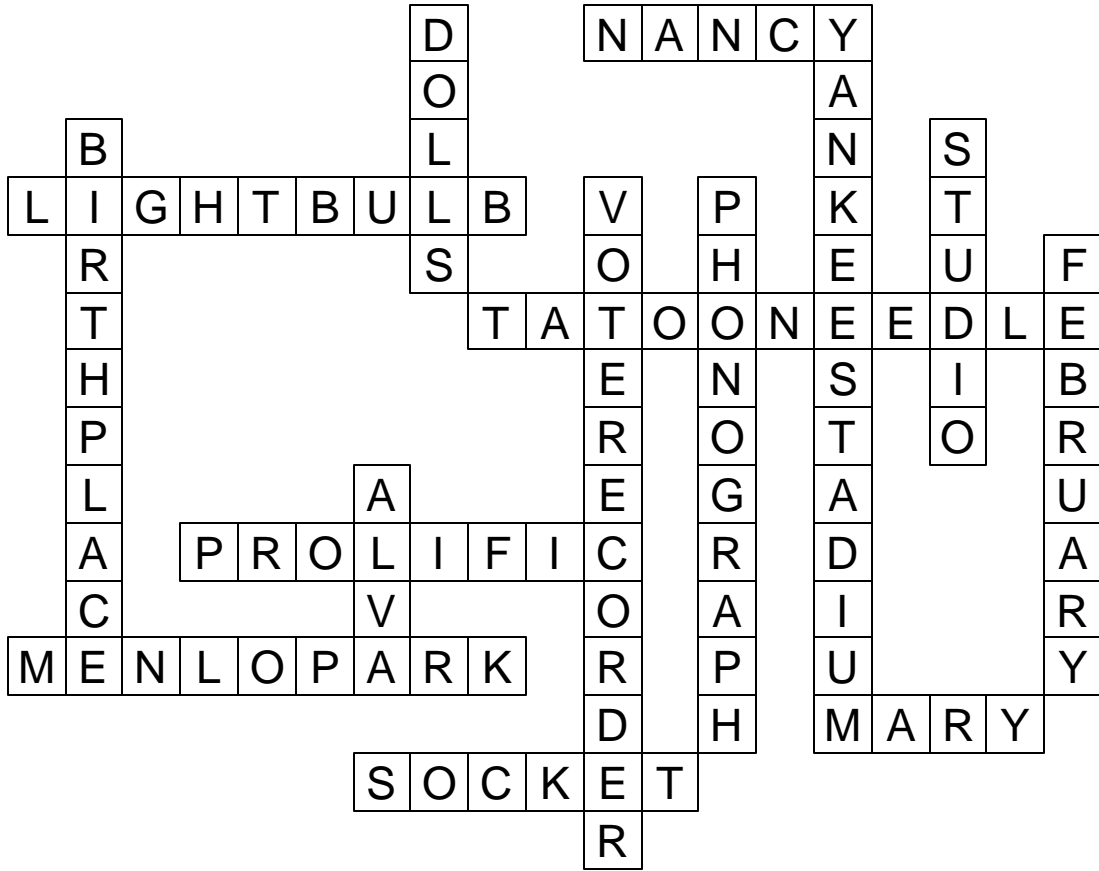 DOLLS
NANCY
YANKEESTADIUM
BIRTHPLACE
STUDIO
LIGHTBULB
VOTERECORDER
PHONOGRAPH
FEBRUARY
TATOONEEDLE
ALVA
PROLIFIC
MENLOPARK
MARY
SOCKET